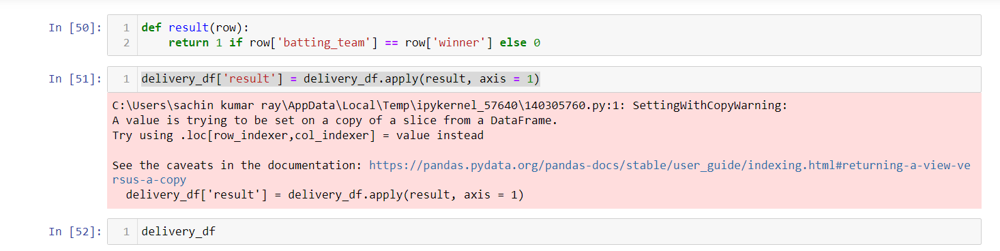 In [50]:
1 def result(row):
2     return 1 if row['batting_team'] == row['winner'] else 0
In [51]:
1 delivery_df['result'] = delivery_df.apply(result, axis = 1)
C:\Users\sachin kumar ray\AppData\Local\Temp\ipykernel_57640\140305760.py:1: SettingWithCopyWarning:
A value is trying to be set on a copy of a slice from a DataFrame.
Try using .loc[row_indexer,col_indexer] = value instead
See the caveats in the documentation: https://pandas.pydata.org/pandas-docs/stable/user_guide/indexing.html#returning-a-view-ve
rsus-a-copy
  delivery_df['result'] = delivery_df.apply(result, axis = 1)
In [52]:
1 delivery_df